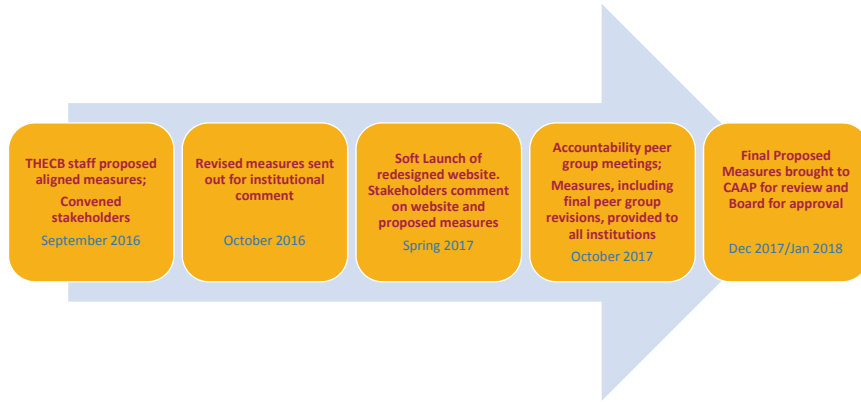 THECB staff proposed
aligned measures;
Convened
stakeholders
September 2016
Revised measures sent
out for institutional
comment
October 2016
Soft Launch of
redesigned website.
Stakeholders comment
on website and
proposed measures
Spring 2017
Accountability peer
group meetings;
Measures, including
final peer group
revisions, provided to
all institutions
October 2017
Final Proposed
Measures brought to
CAAP for review and
Board for approval
Dec 2017/Jan 2018